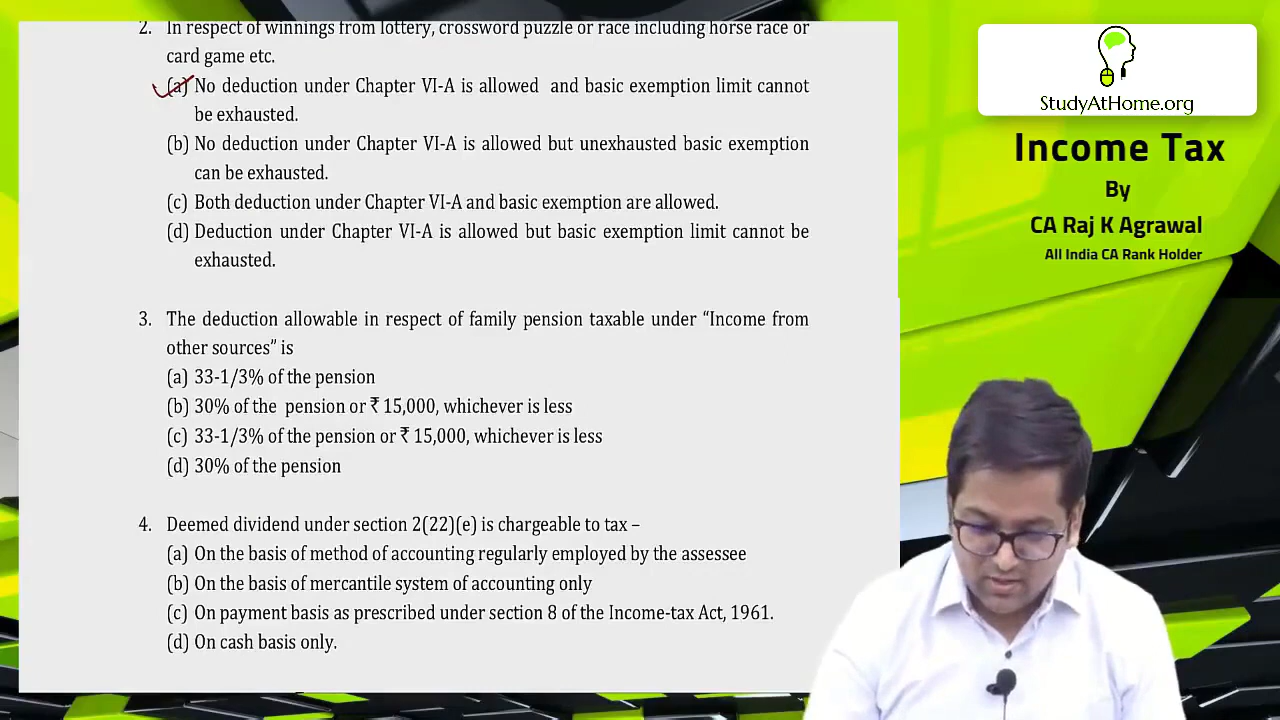 2. In respect of winnings from lottery, crossword puzzle or race including horse race or
card game etc.
(a) No deduction under Chapter VI-A is allowed and basic exemption limit cannot
be exhausted.
(b) No deduction under Chapter VI-A is allowed but unexhausted basic exemption
can be exhausted.
(c) Both deduction under Chapter VI-A and basic exemption are allowed.
(d) Deduction under Chapter VI-A is allowed but basic exemption limit cannot be
exhausted.
3. The deduction allowable in respect of family pension taxable under “Income from
other sources” is
(a) 33-1/3% of the pension
(b) 30% of the pension or ₹ 15,000, whichever is less
(c) 33-1/3% of the pension or ₹ 15,000, whichever is less
(d) 30% of the pension
4. Deemed dividend under section 2(22)(e) is chargeable to tax –
(a) On the basis of method of accounting regularly employed by the assessee
(b) On the basis of mercantile system of accounting only
(c) On payment basis as prescribed under section 8 of the Income-tax Act, 1961.
(d) On cash basis only.
StudyAtHome.org
Income Tax
By
CA Raj K Agrawal
All India CA Rank Holder